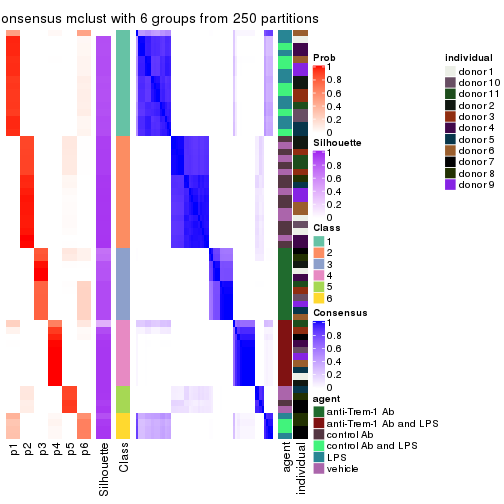 onsensus mclust with 6 groups from 250 partitions
Prob
1
0.8
0.6
0.4
0.2
0
Silhouette
1
0.8
0.6
0.4
0.2
0
Class
1
2
3
4
5
6
Consensus
1
0.8
0.6
0.4
0.2
0
agent
anti-Trem-1 Ab
anti-Trem-1 Ab and LPS
control Ab
control Ab and LPS
LPS
vehicle
individual
donor 1
donor 10
donor 11
donor 2
donor 3
donor 4
donor 5
donor 6
donor 7
donor 8
donor 9
p1
p2
p3
p4
p5
p6
Silhouette
Class
agent
individual